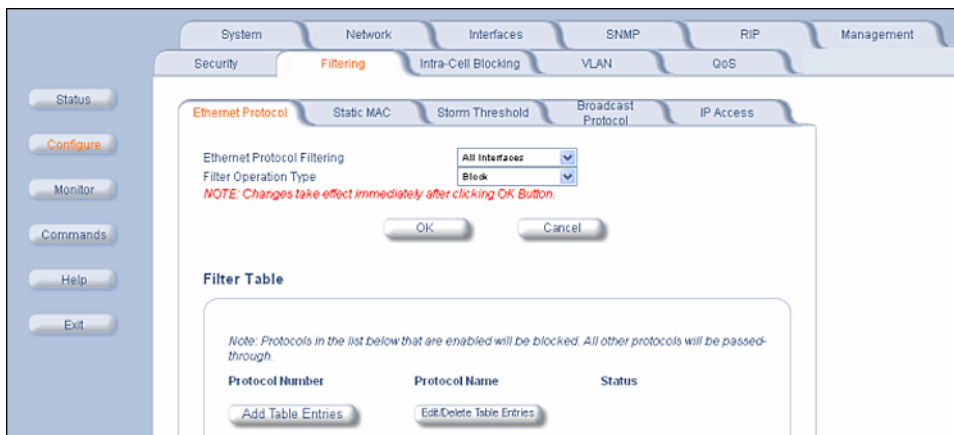 System Network Interfaces SNMP RIP Management
Security Filtering Intra-Cell Blocking VLAN QoS
Status
Configure
Monitor
Commands
Help
Exit
Ethernet Protocol Static MAC Storm Threshold Broadcast Protocol IP Access
Ethernet Protocol Filtering All Interfaces
Filter Operation Type Block
NOTE: Changes take effect immediately after clicking OK Button.
OK Cancel
Filter Table
Note: Protocols in the list below that are enabled will be blocked. All other protocols will be passed-
through.
Protocol Number Protocol Name Status
Add Table Entries Edit/Delete Table Entries